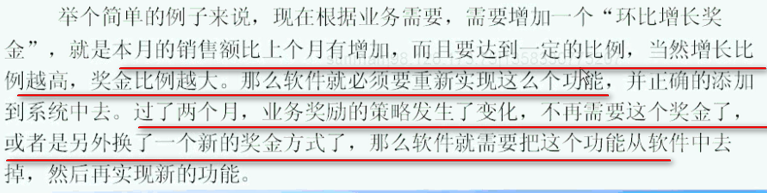 举个简单的例子来说，现在根据业务需要，需要增加一个“环比增长奖
金”，就是本月的销售额比上个月有增加，而且要达到一定的比例，当然增长比
例越高，奖金比例越大。那么软件就必须要重新实现这么个功能，并正确的添加
到系统中去。过了两个月，业务奖励的策略发生了变化，不再需要这个奖金了，
或者是另外换了一个新的奖金方式了，那么软件就需要把这个功能从软件中去
掉，然后再实现新的功能。